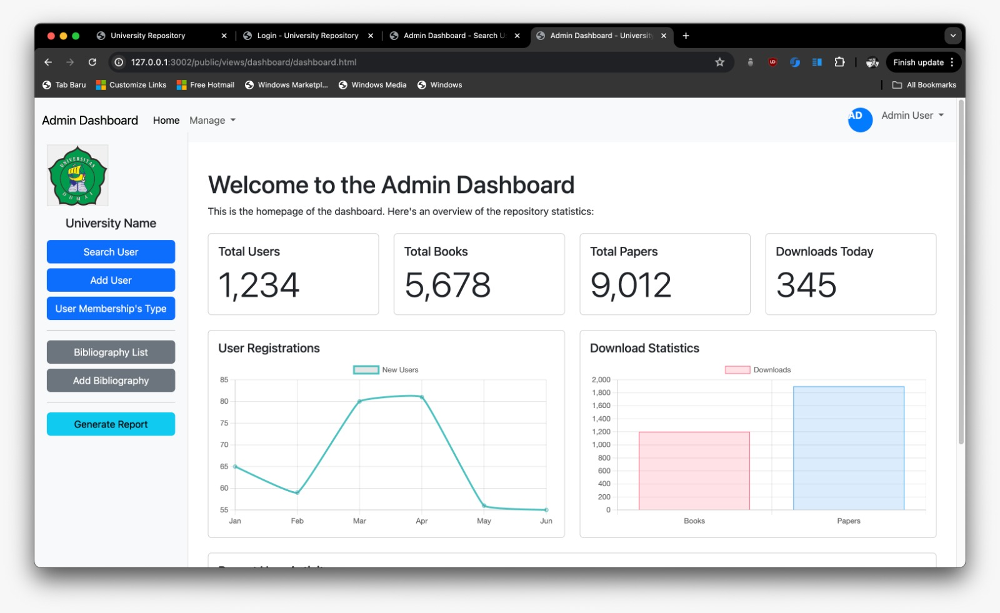 University Repository
Login - University Repository
Admin Dashboard - Search U
Admin Dashboard - University
127.0.0.1:3002/public/views/dashboard/dashboard.html
Finish update
Tab Baru
Customize Links
Free Hotmail
Windows Marketpl...
Windows Media
Windows
All Bookmarks
Admin Dashboard
Home
Manage
AD
Admin User
UNIVERSITAS
DUMAI
University Name
Search User
Add User
User Membership's Type
Bibliography List
Add Bibliography
Generate Report
Welcome to the Admin Dashboard
This is the homepage of the dashboard. Here's an overview of the repository statistics:
Total Users
1,234
Total Books
5,678
Total Papers
9,012
Downloads Today
345
User Registrations
New Users
85
80
75
70
65
60
55
Jan Feb Mar Apr May Jun
Download Statistics
Downloads
2,000
1,800
1,600
1,400
1,200
1,000
800
600
400
200
0
Books Papers